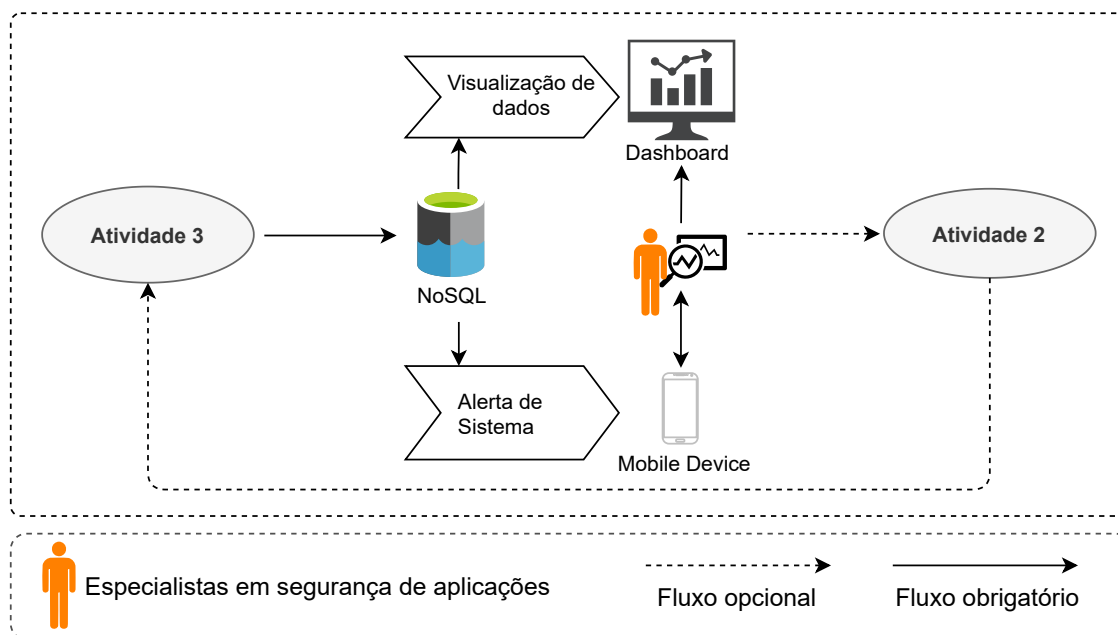 Visualização de
dados
Dashboard
Atividade 3
Atividade 2
NoSQL
Alerta de
Sistema
Mobile Device
Especialistas em segurança de aplicações
Fluxo opcional
Fluxo obrigatório